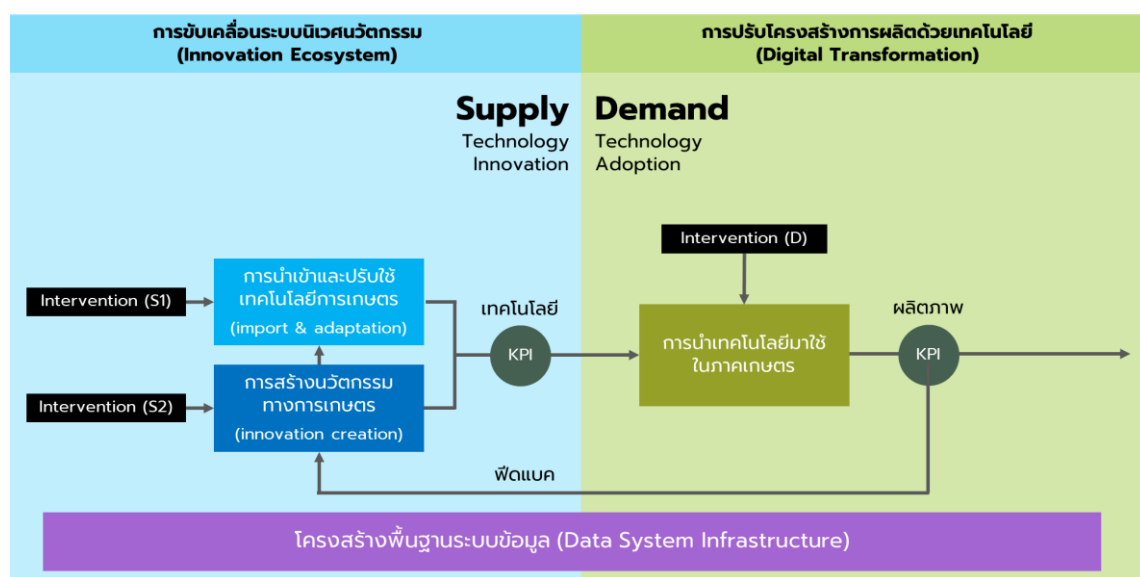 การขับเคลื่อนระบบนิเวศนวัตกรรม
(Innovation Ecosystem)
การปรับโครงสร้างการผลิตด้วยเทคโนโลยี
(Digital Transformation)
Supply
Technology
Innovation
Demand
Technology
Adoption
Intervention (D)
Intervention (S1)
การนำเข้าและปรับใช้
เทคโนโลยีการเกษตร
(import & adaptation)
เทคโนโลยี
KPI
การนำเทคโนโลยีมาใช้
ในภาคเกษตร
ผลิตภาพ
KPI
Intervention (S2)
การสร้างนวัตกรรม
ทางการเกษตร
(innovation creation)
ฟีดแบค
โครงสร้างพื้นฐานระบบข้อมูล (Data System Infrastructure)